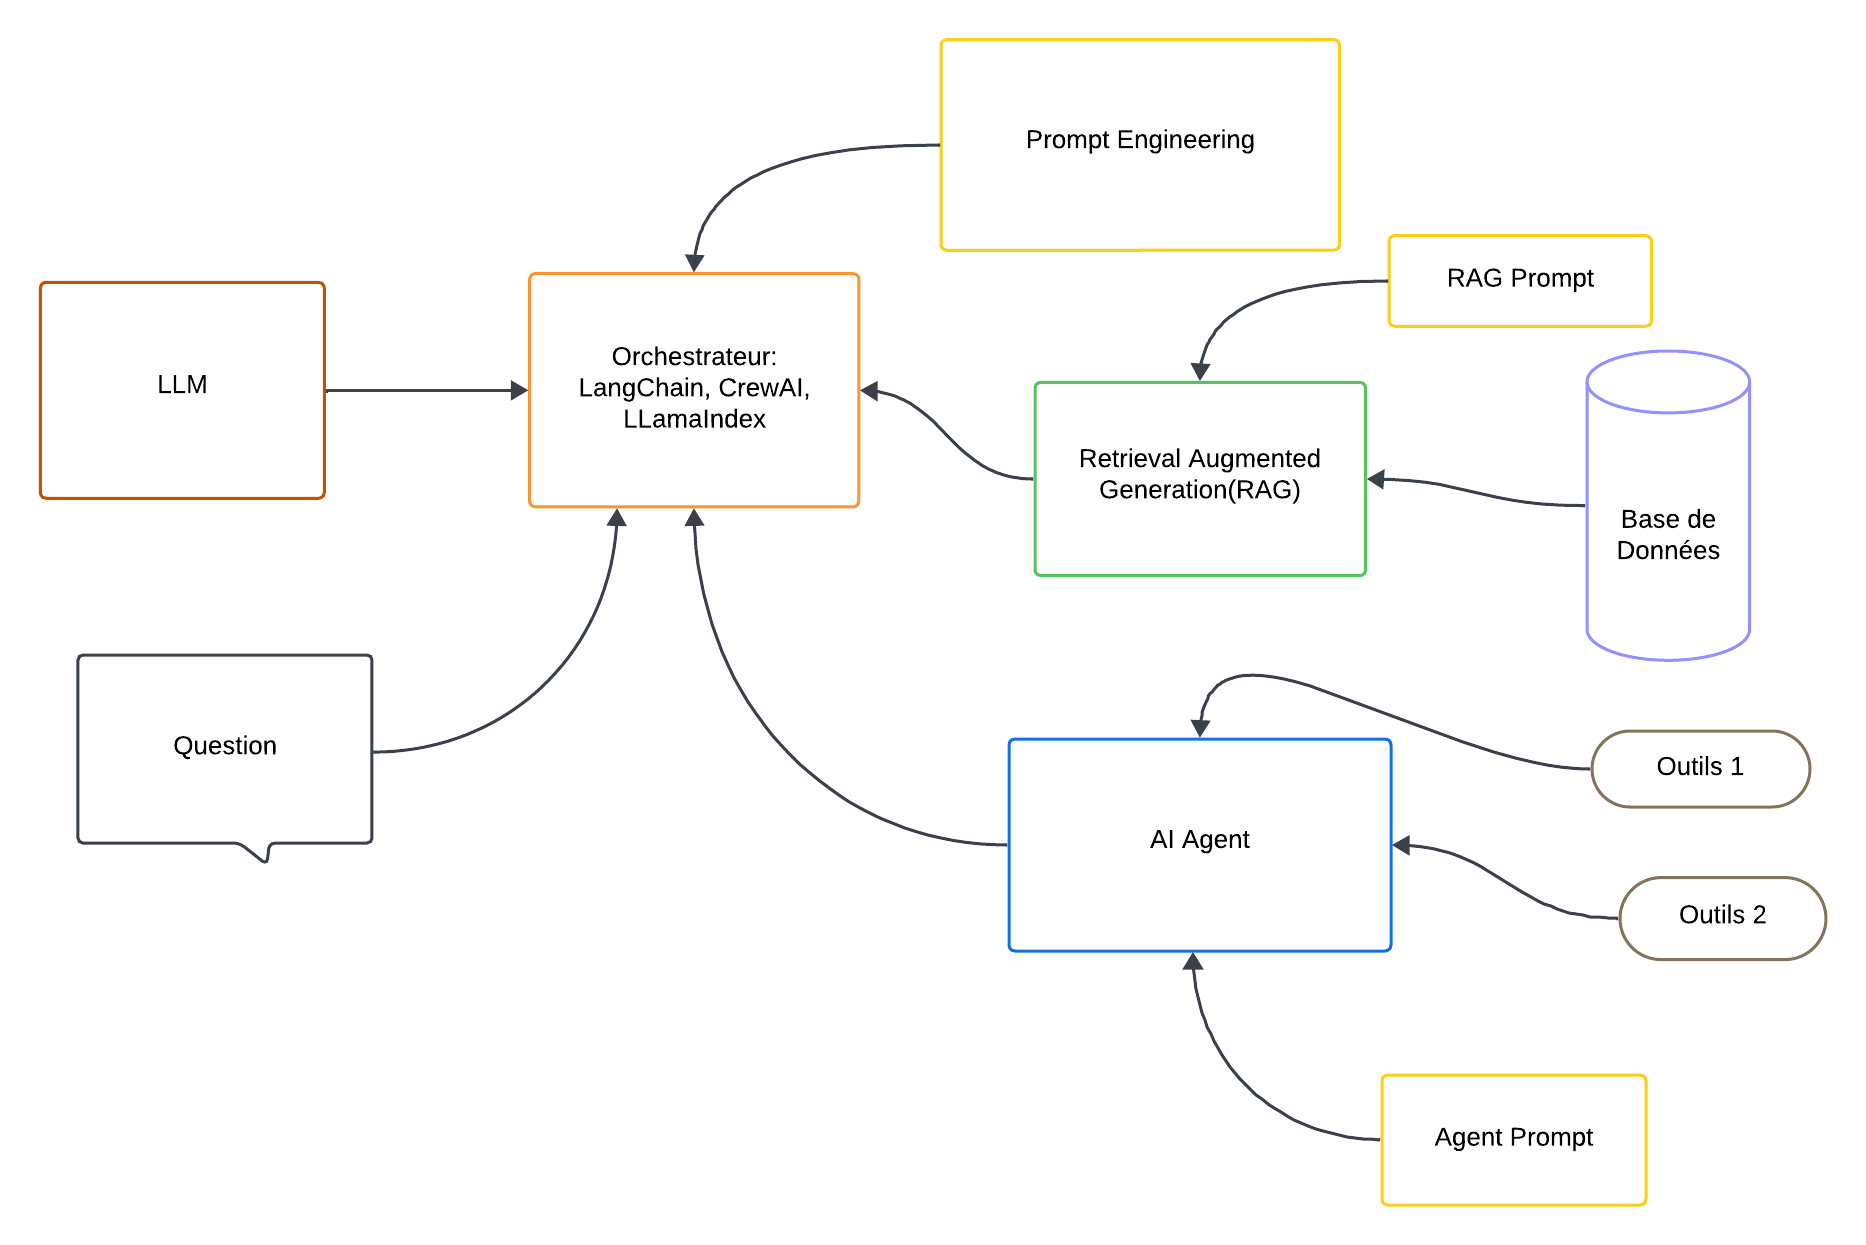 Prompt Engineering
RAG Prompt
LLM
Orchestrateur:
LangChain, CrewAI,
LLamaIndex
Retrieval Augmented
Generation(RAG)
Base de
Données
Question
Outils 1
AI Agent
Outils 2
Agent Prompt